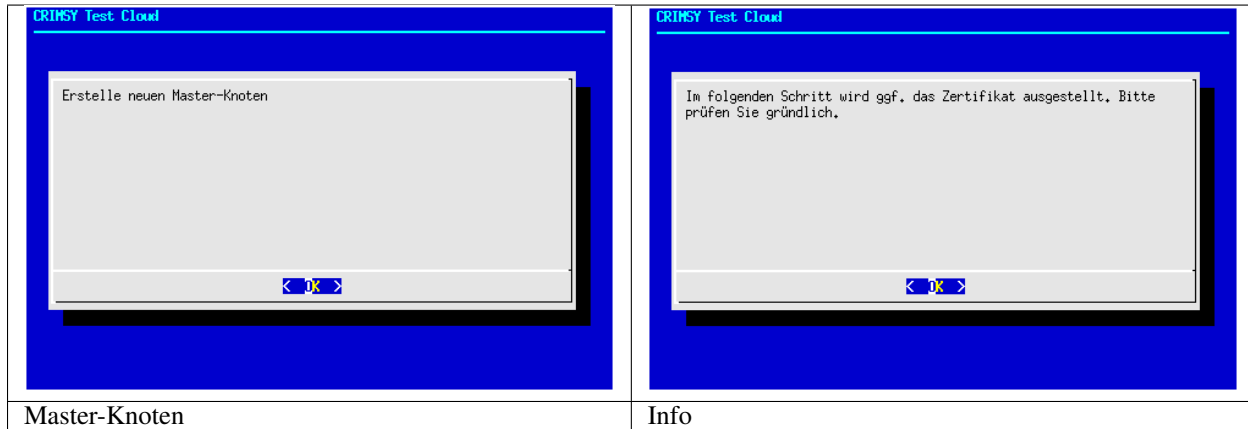 CRIMSY Test Cloud
Erstelle neuen Master-Knoten
< OK >
Master-Knoten
CRIMSY Test Cloud
Im folgenden Schritt wird ggf. das Zertifikat ausgestellt. Bitte
prüfen Sie gründlich.
< OK >
Info